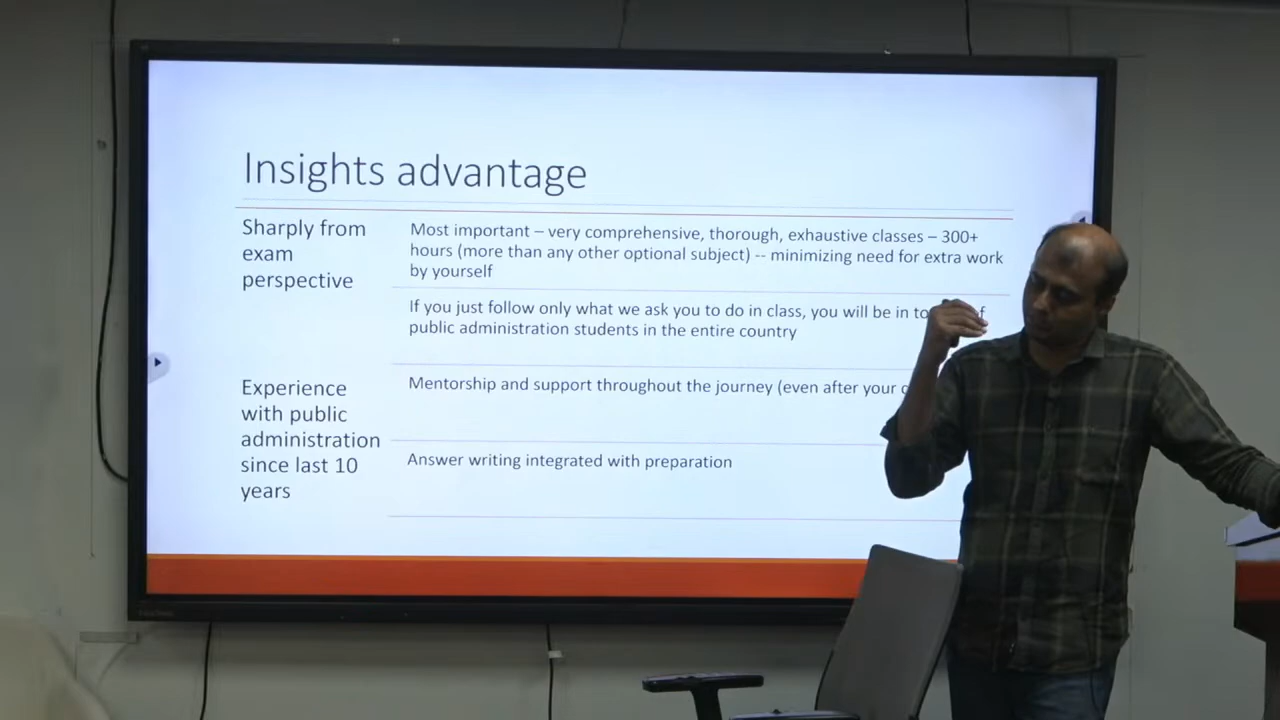 Insights advantage
Sharply from
exam
perspective
Most important – very comprehensive, thorough, exhaustive classes – 300+
hours (more than any other optional subject) -- minimizing need for extra work
by yourself
If you just follow only what we ask you to do in class, you will be in
public administration students in the entire country
Experience
with public
administration
since last 10
years
Mentorship and support throughout the journey (even after your
Answer writing integrated with preparation